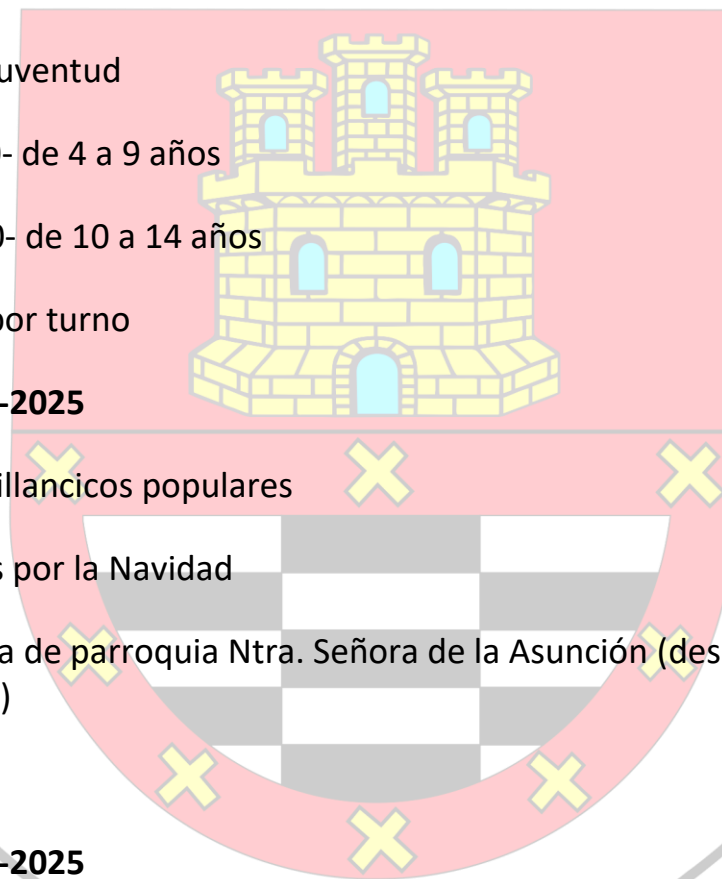 uventud
- de 4 a 9 años
0- de 10 a 14 años
por turno
-2025
illancicos populares
s por la Navidad
a de parroquia Ntra. Señora de la Asunción (des
)
-2025